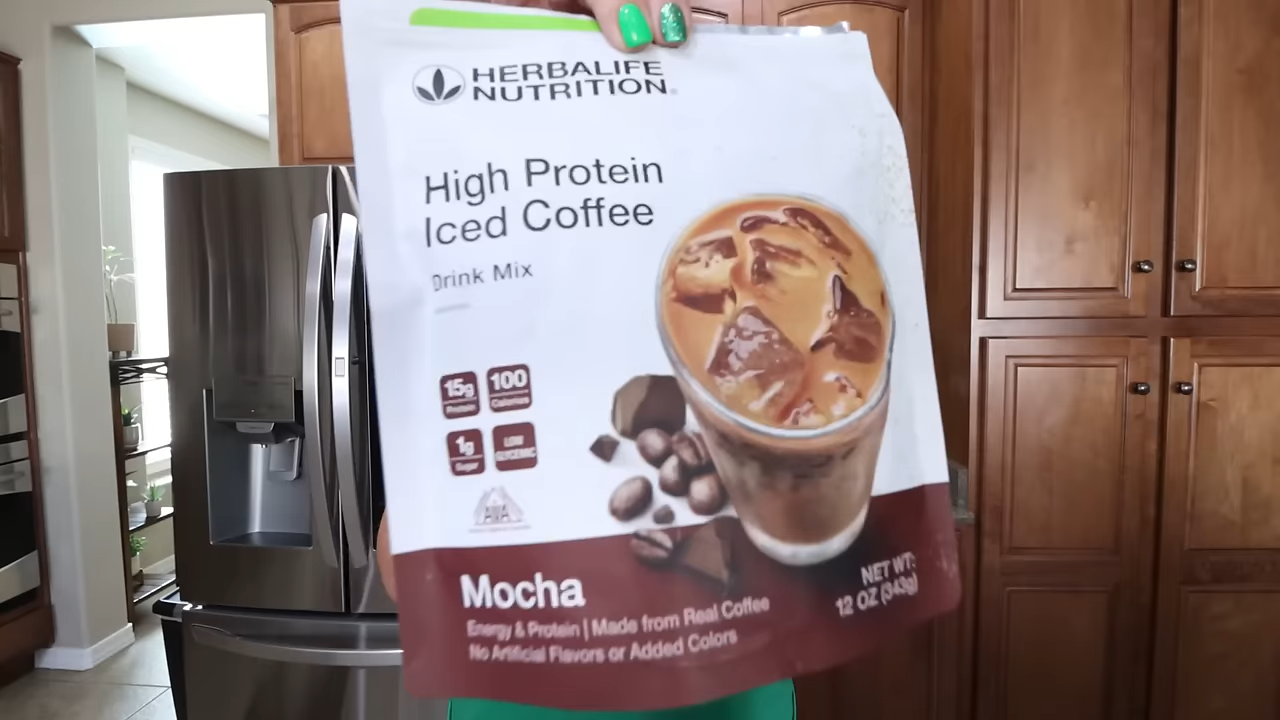 HERBALIFE
NUTRITION
High Protein
Iced Coffee
Drink Mix
15g
Protein
100
Calories
1g
Sugar
LOW
GLYCEMIC
Mocha
Energy & Protein | Made from Real Coffee
No Artificial Flavors or Added Colors
NET WT:
12 OZ (343g)